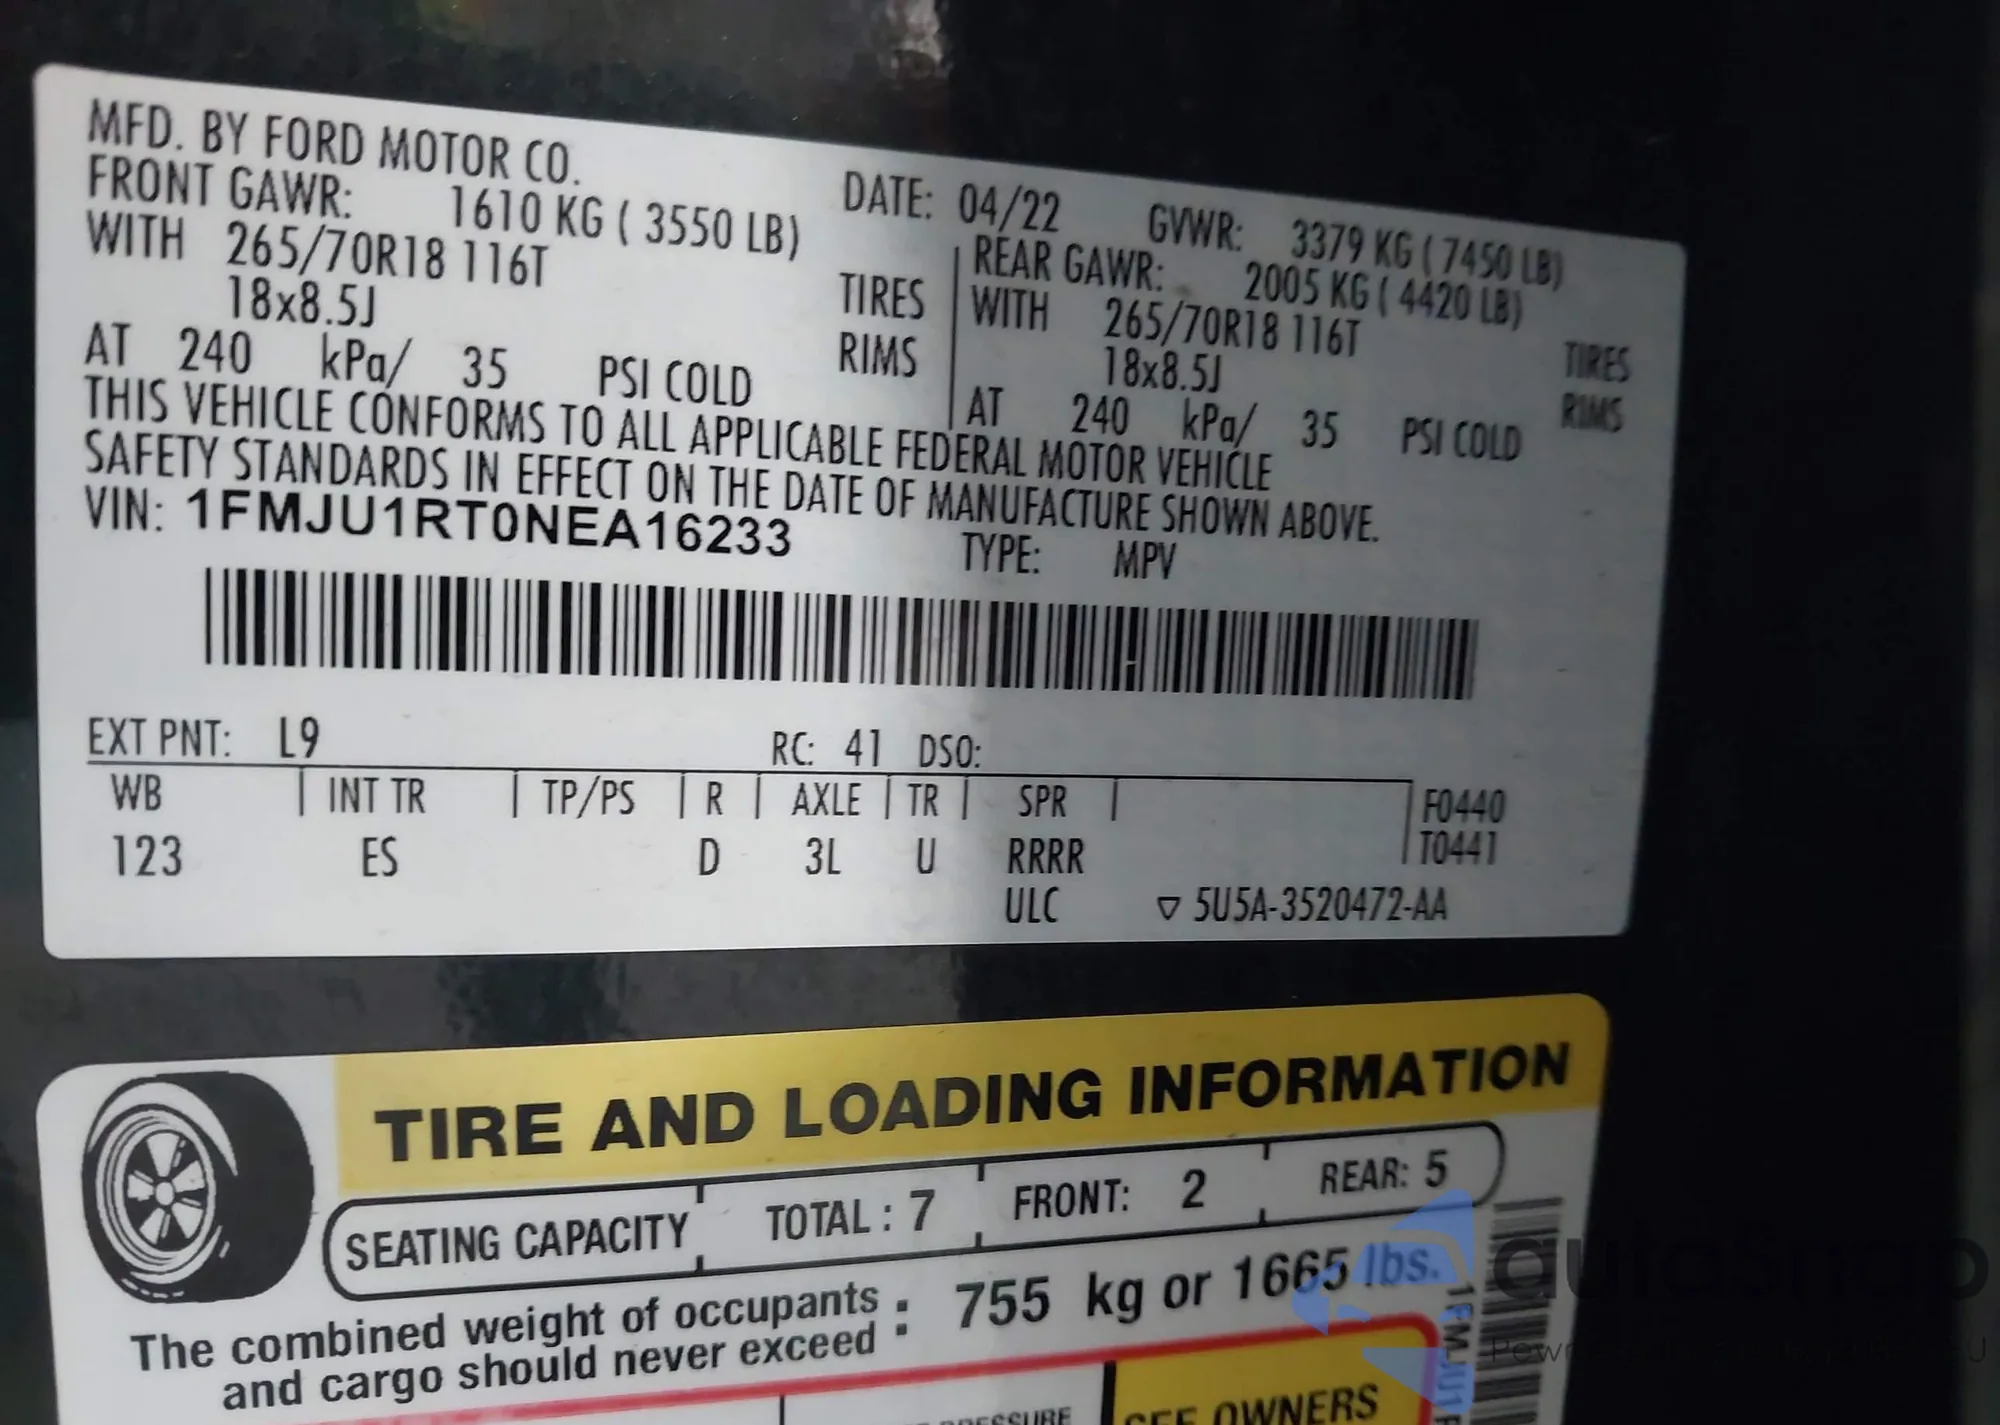 MFD. BY FORD MOTOR CO.
DATE: 04/22 GVWR: 3379 KG ( 7450 LB)
FRONT GAWR: 1610 KG ( 3550 LB)
WITH 265/70R18 116T TIRES
18x8.5J RIMS
AT 240 kPa/ 35 PSI COLD
REAR GAWR: 2005 KG ( 4420 LB)
WITH 265/70R18 116T TIRES
18x8.5J RIMS
AT 240 kPa/ 35 PSI COLD
THIS VEHICLE CONFORMS TO ALL APPLICABLE FEDERAL MOTOR VEHICLE
SAFETY STANDARDS IN EFFECT ON THE DATE OF MANUFACTURE SHOWN ABOVE.
VIN: 1FMJU1RT0NEA16233
TYPE: MPV
EXT PNT: L9 RC: 41 DSO:
WB INT TR TP/PS R AXLE TR SPR F0440
123 ES D 3L U RRRR T0441
ULC ▽ 5U5A-3520472-AA
TIRE AND LOADING INFORMATION
SEATING CAPACITY TOTAL : 7 FRONT: 2 REAR: 5
The combined weight of occupants
and cargo should never exceed : 755 kg or 1665 lbs.
SEE OWNERS
1FMJU1
autosnap